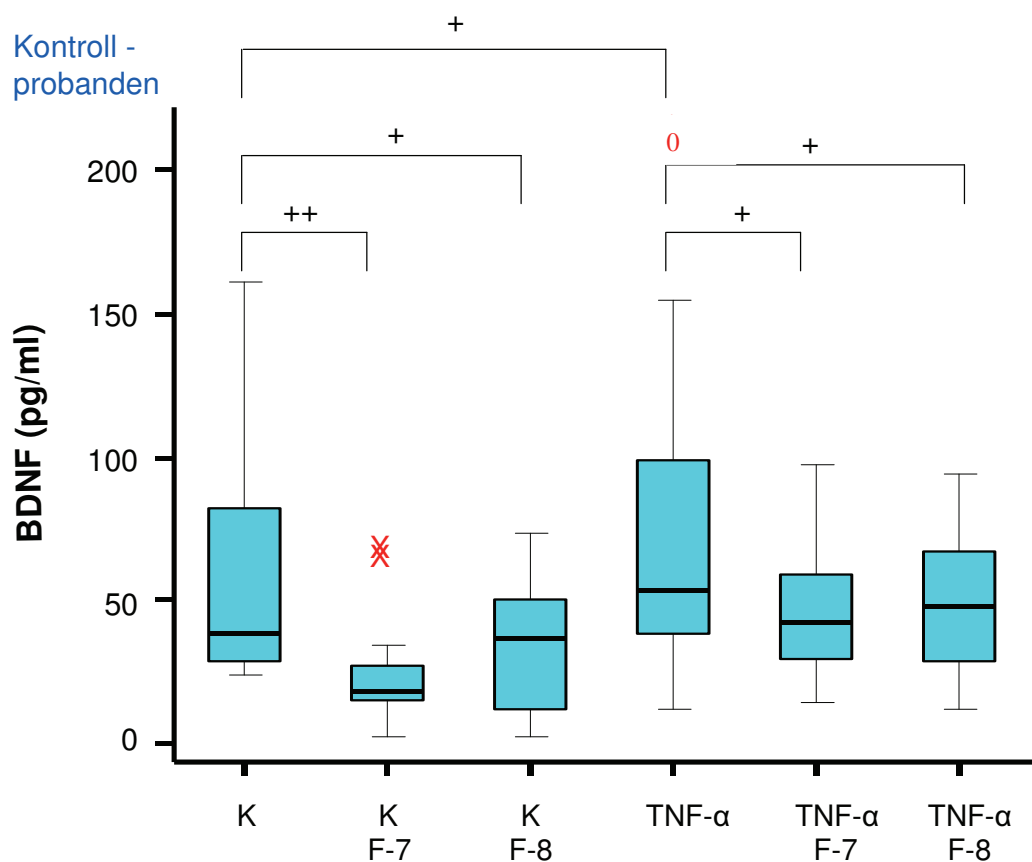 Kontroll -
probanden
+
+
++
0
+
+
BDNF (pg/ml)
200
150
100
50
0
X
X
X
K
K
F-7
K
F-8
TNF-α
TNF-α
F-7
TNF-α
F-8